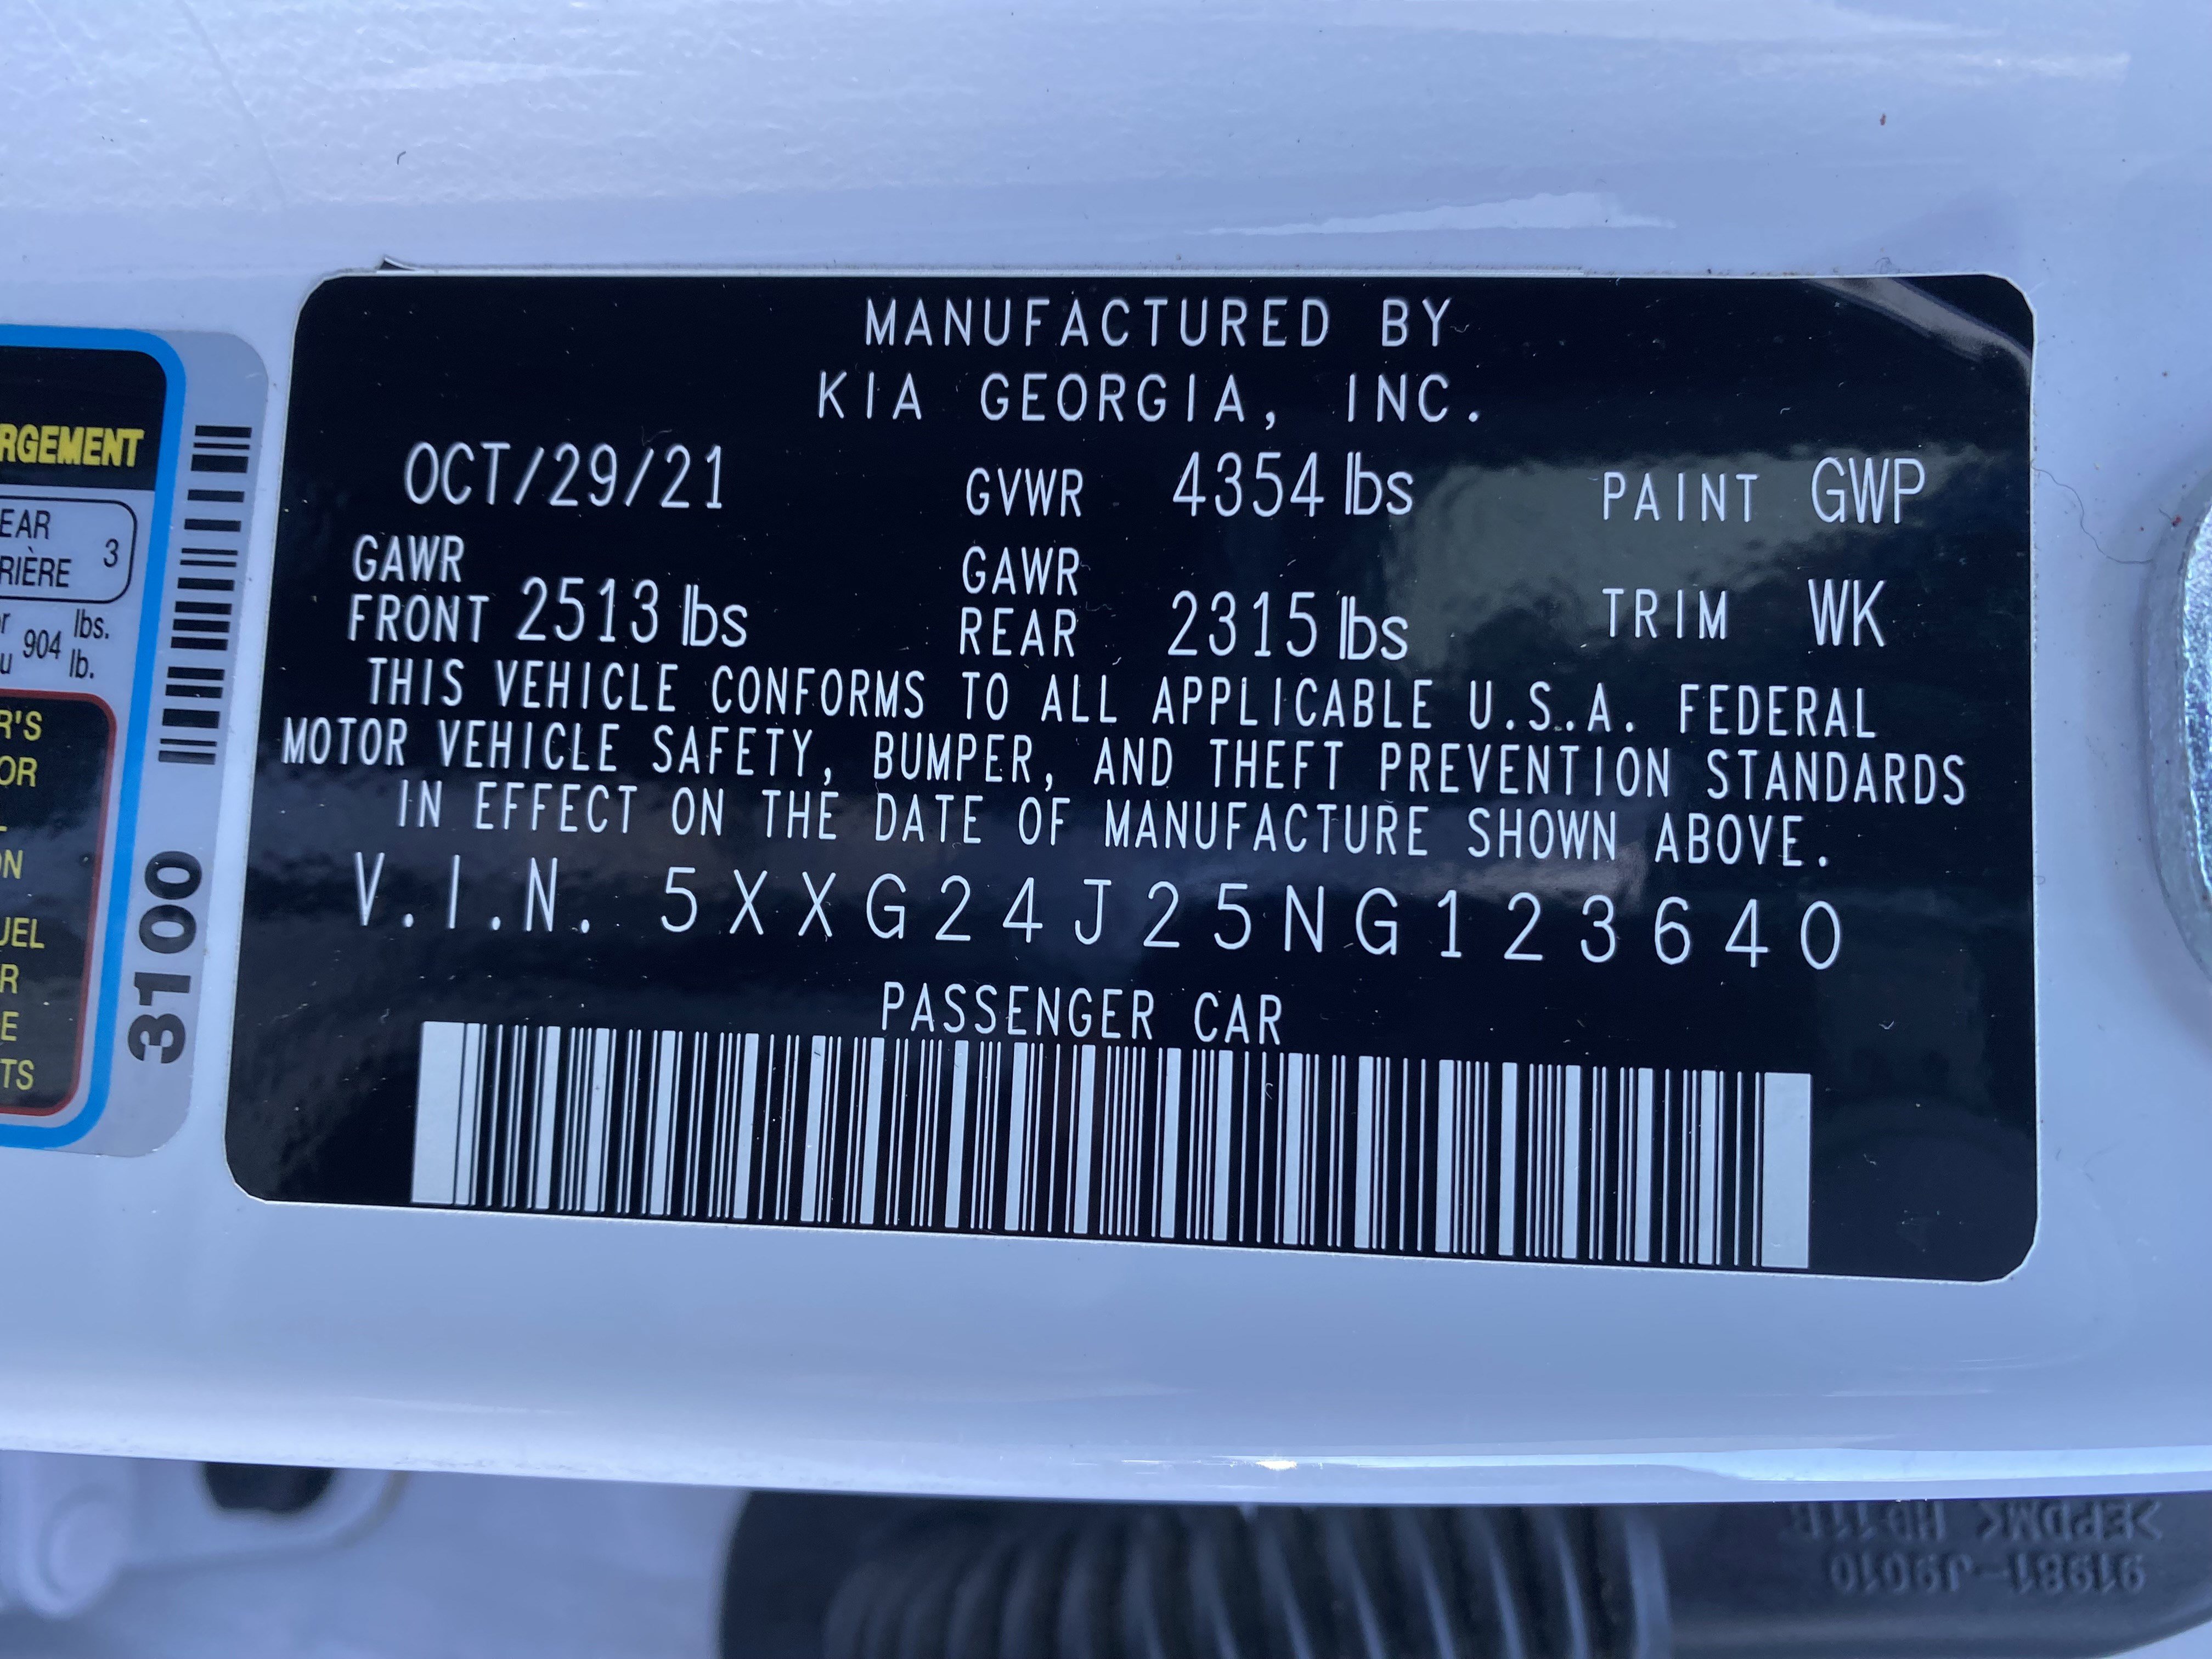 MANUFACTURED BY
KIA GEORGIA, INC.
OCT/29/21 GVWR 4354 lbs PAINT GWP
GAWR FRONT 2513 lbs GAWR REAR 2315 lbs TRIM WK
THIS VEHICLE CONFORMS TO ALL APPLICABLE U.S.A. FEDERAL
MOTOR VEHICLE SAFETY, BUMPER, AND THEFT PREVENTION STANDARDS
IN EFFECT ON THE DATE OF MANUFACTURE SHOWN ABOVE.
V.I.N. 5XXG24J25NG123640
PASSENGER CAR
RGEMENT
EAR
RIÈRE 3
904 lbs.
lb.
R'S
OR
ON
UEL
R
E
TS
3100
91981-J9010
>EPDM<